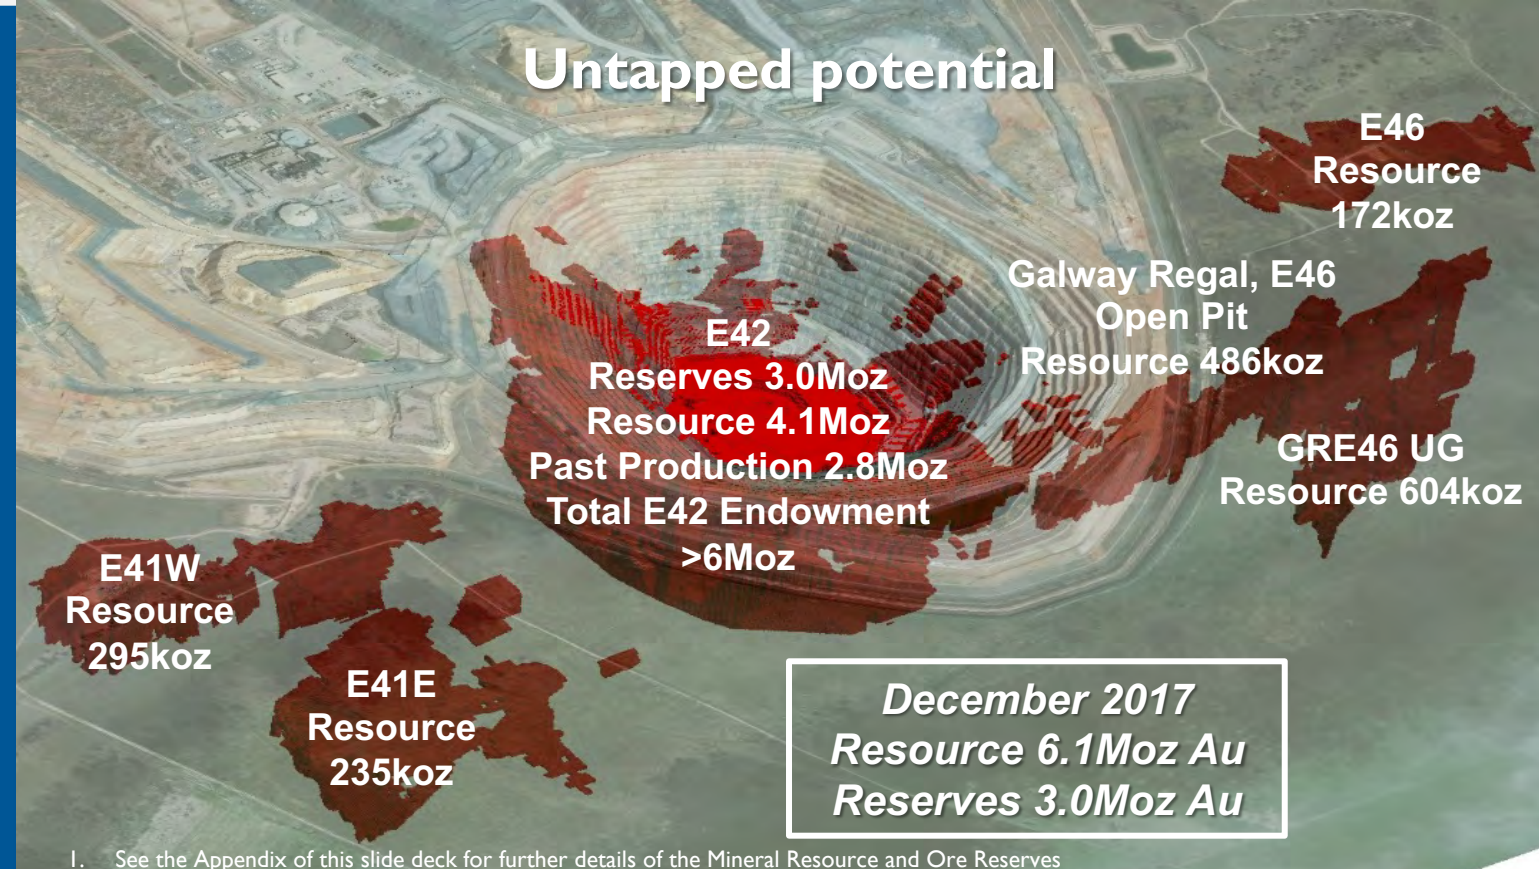 Untapped potential
E46
Resource
172koz
Galway Regal, E46
Open Pit
Resource 486koz
E42
Reserves 3.0Moz
Resource 4.1Moz
Past Production 2.8Moz
Total E42 Endowment
>6Moz
GRE46 UG
Resource 604koz
E41W
Resource
295koz
E41E
Resource
235koz
December 2017
Resource 6.1Moz Au
Reserves 3.0Moz Au
1. See the Appendix of this slide deck for further details of the Mineral Resource and Ore Reserves